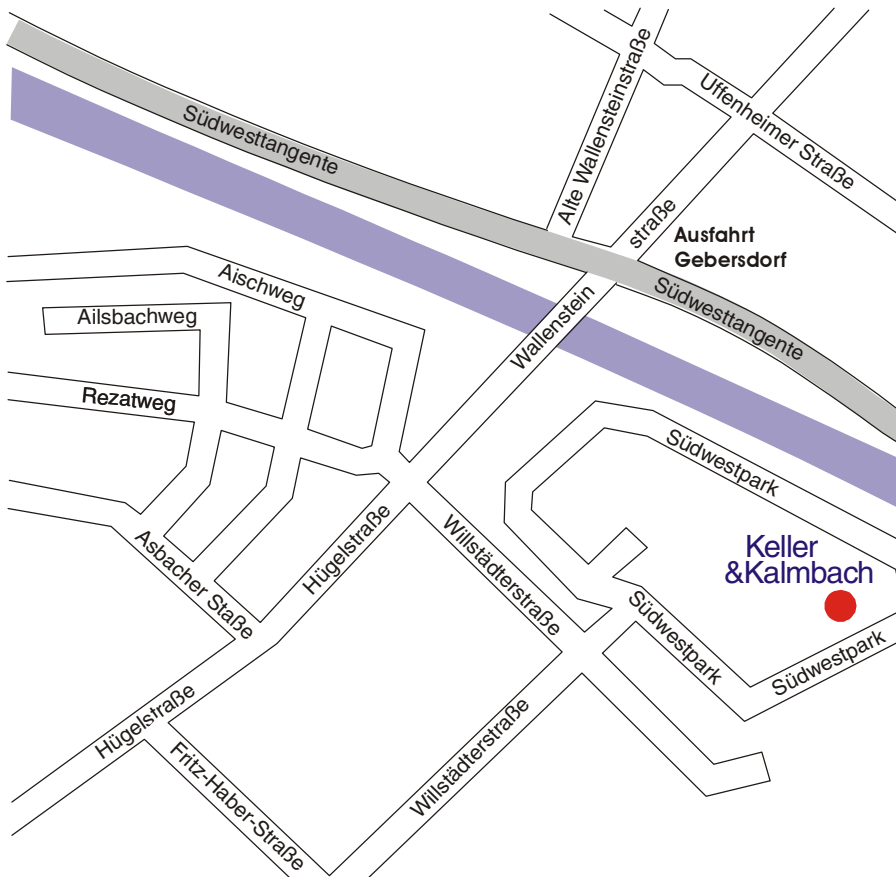 Südwesttangente
Alte Wallensteinstraße
Uffenheimer Straße
straße
Ausfahrt
Gebersdorf
Südwesttangente
Wallenstein
Aischweg
Ailsbachweg
Rezatweg
Südwestpark
Asbacher Staße
Hügelstraße
Willstädterstraße
Keller
&Kalmbach
Südwestpark
Südwestpark
Hügelstraße
Fritz-Haber-Straße
Willstädterstraße